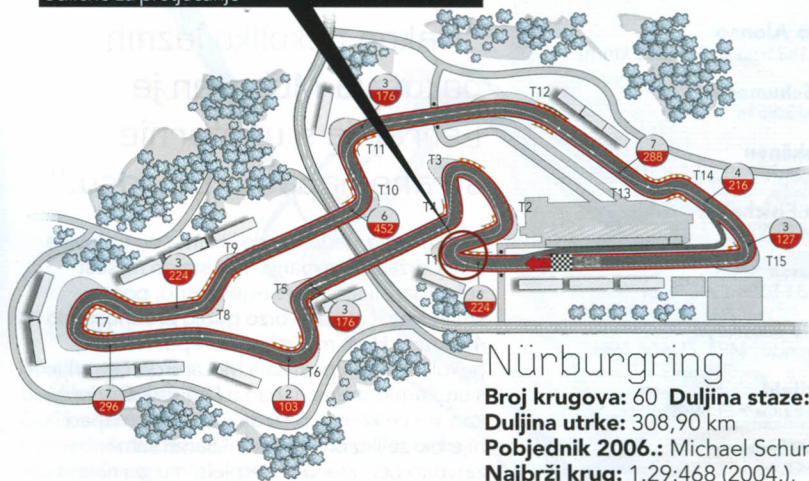 3
176
T12
T3
T11
7
288
T14
4
216
T10
T13
T2
6
452
3
127
T15
T9
T1
3
224
T5
6
224
3
176
T7
T8
T6
7
296
2
103
Nürburgring
Broj krugova: 60 Duljina staze:
Duljina utrke: 308,90 km
Pobjednik 2006.: Michael Schum
Najbrži krug: 1.29:468 (2004.),